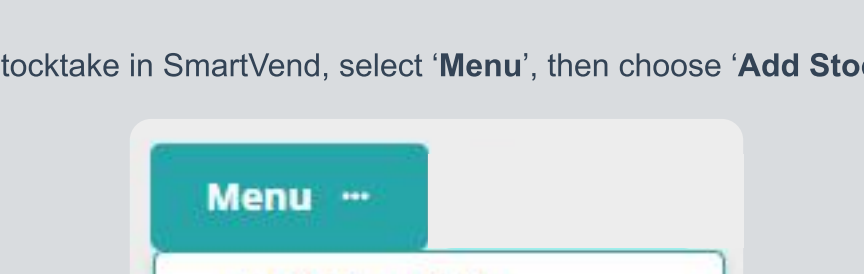 tocktake in SmartVend, select ‘Menu’, then choose ‘Add Sto
Menu ···